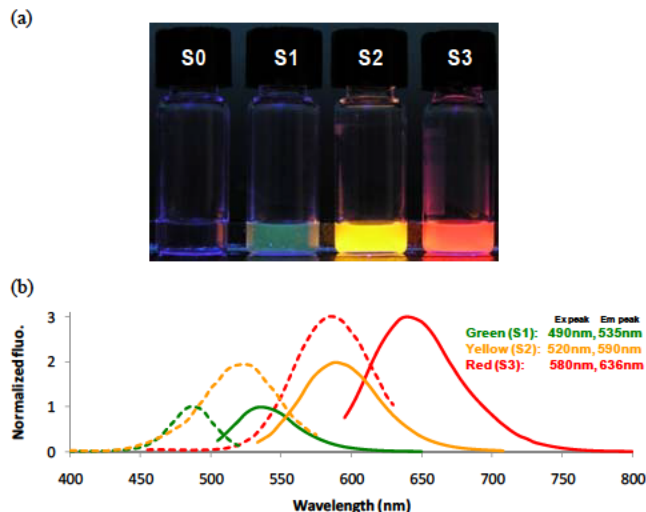 (a)
S0 S1 S2 S3
(b)
Normalized fluo.
3
2
1
0
Ex peak Em peak
Green (S1): 490nm, 535nm
Yellow (S2): 520nm, 590nm
Red (S3): 580nm, 636nm
400 450 500 550 600 650 700 750 800
Wavelength (nm)